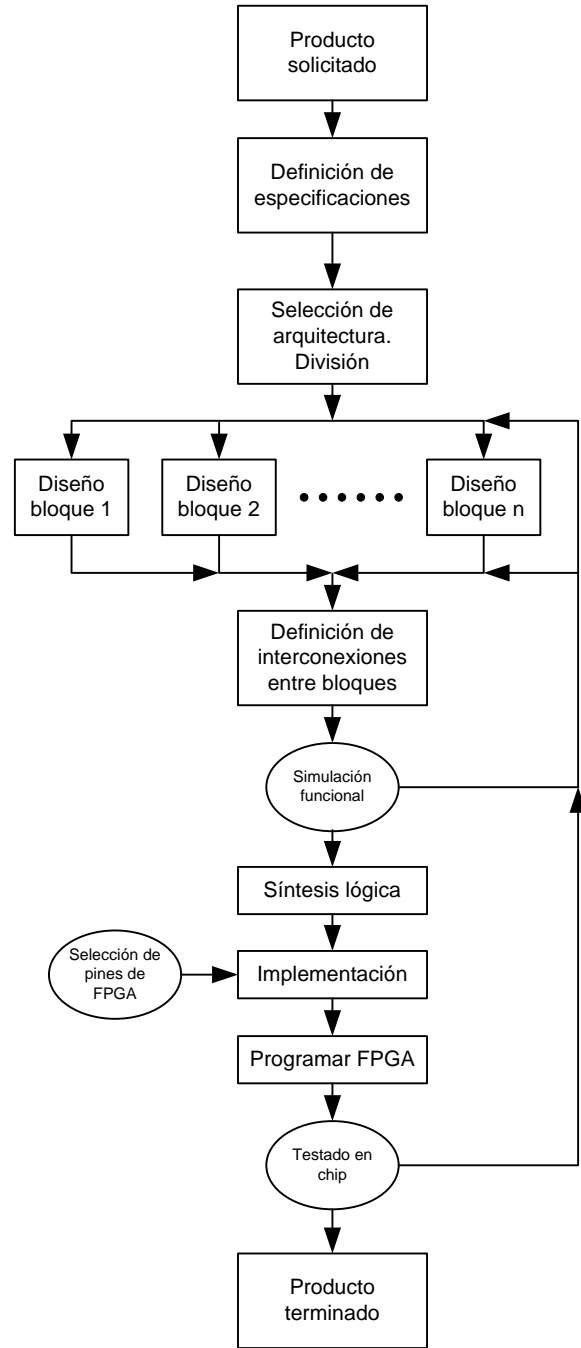 Producto
solicitado
Definición de
especificaciones
Selección de
arquitectura.
División
Diseño
bloque 1
Diseño
bloque 2
Diseño
bloque n
Definición de
interconexiones
entre bloques
Simulación
funcional
Síntesis lógica
Selección de
pines de
FPGA
Implementación
Programar FPGA
Testado en
chip
Producto
terminado